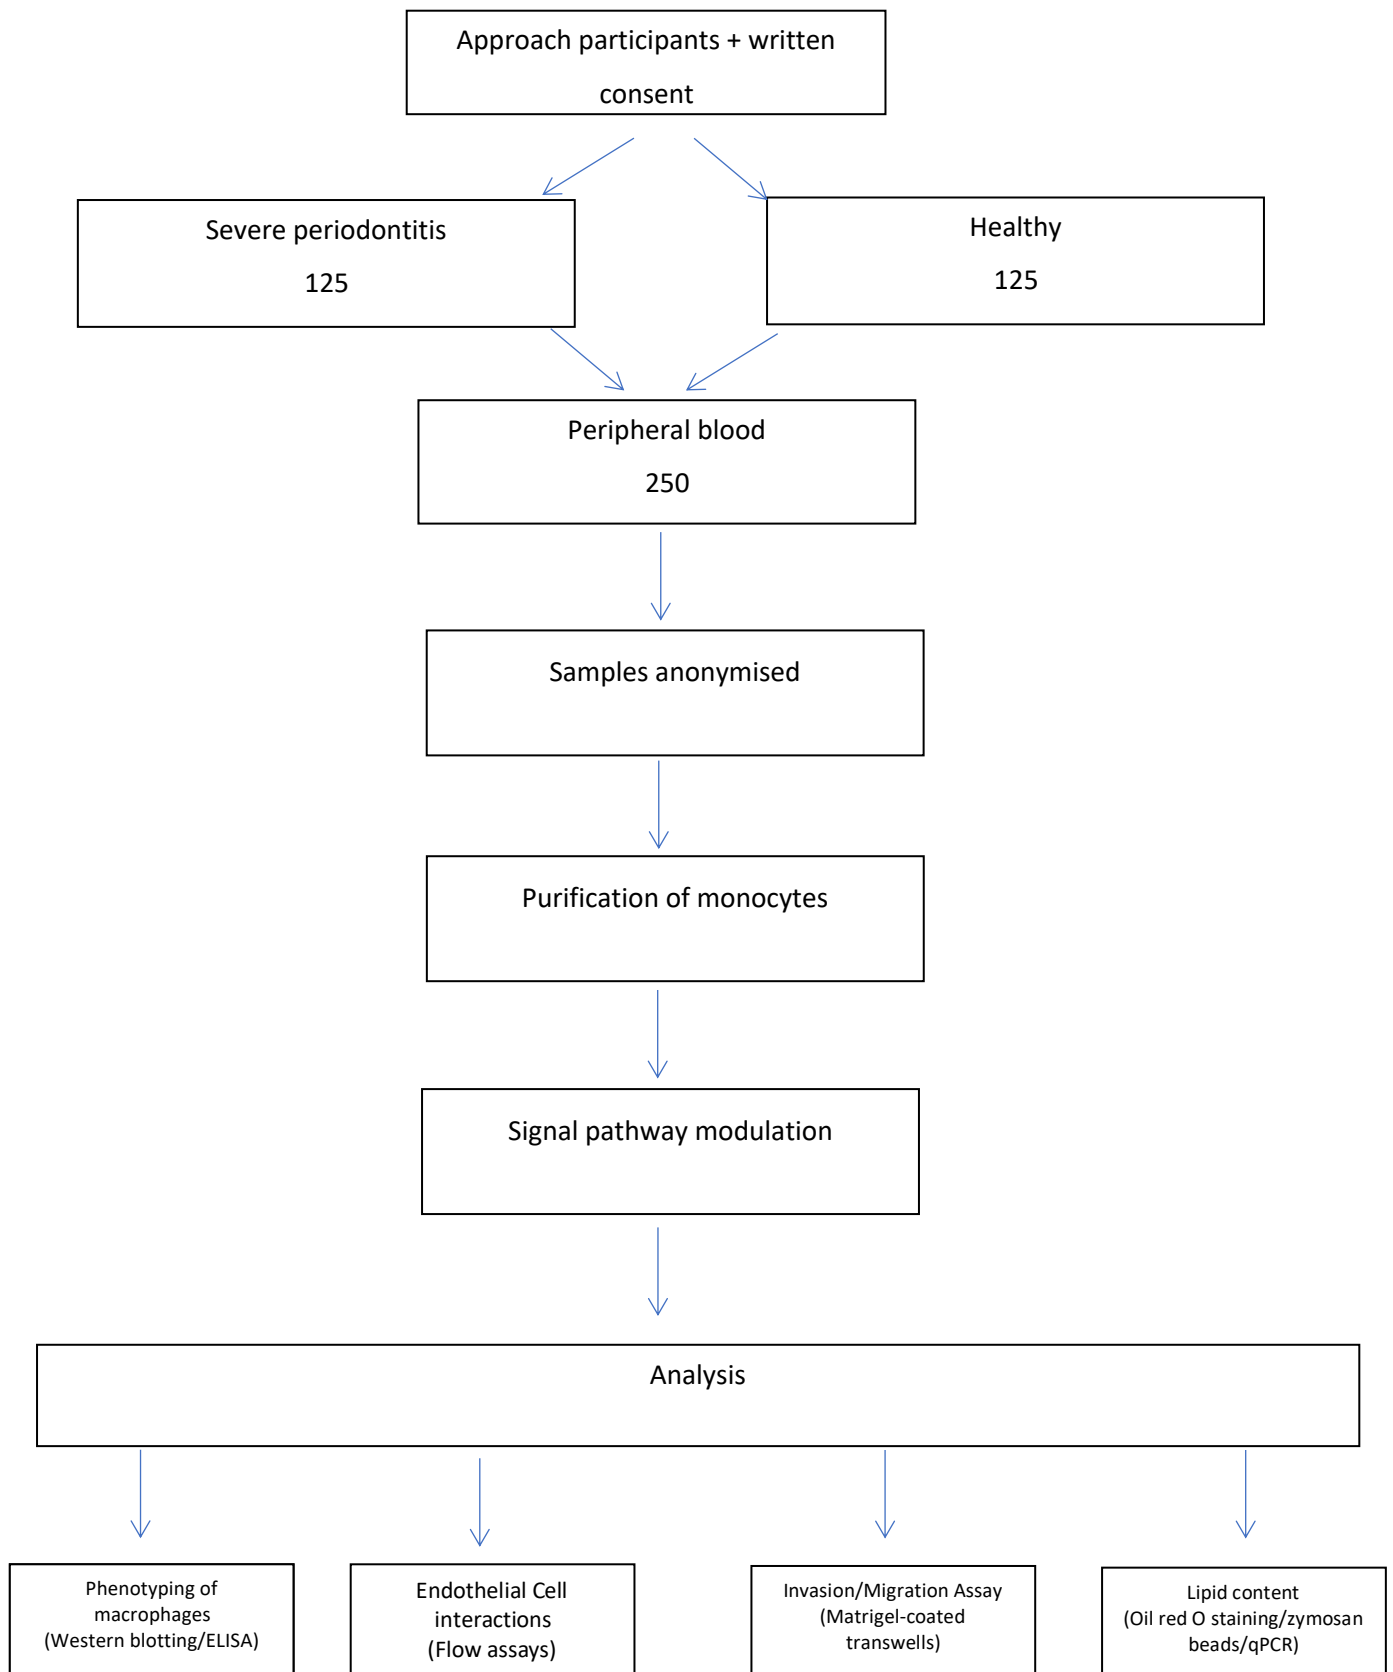 Approach participants + written
consent
Severe periodontitis
125
Healthy
125
Peripheral blood
250
Samples anonymised
Purification of monocytes
Signal pathway modulation
Analysis
Phenotyping of
macrophages
(Western blotting/ELISA)
Endothelial Cell
interactions
(Flow assays)
Invasion/Migration Assay
(Matrigel-coated
transwells)
Lipid content
(Oil red O staining/zymosan
beads/qPCR)